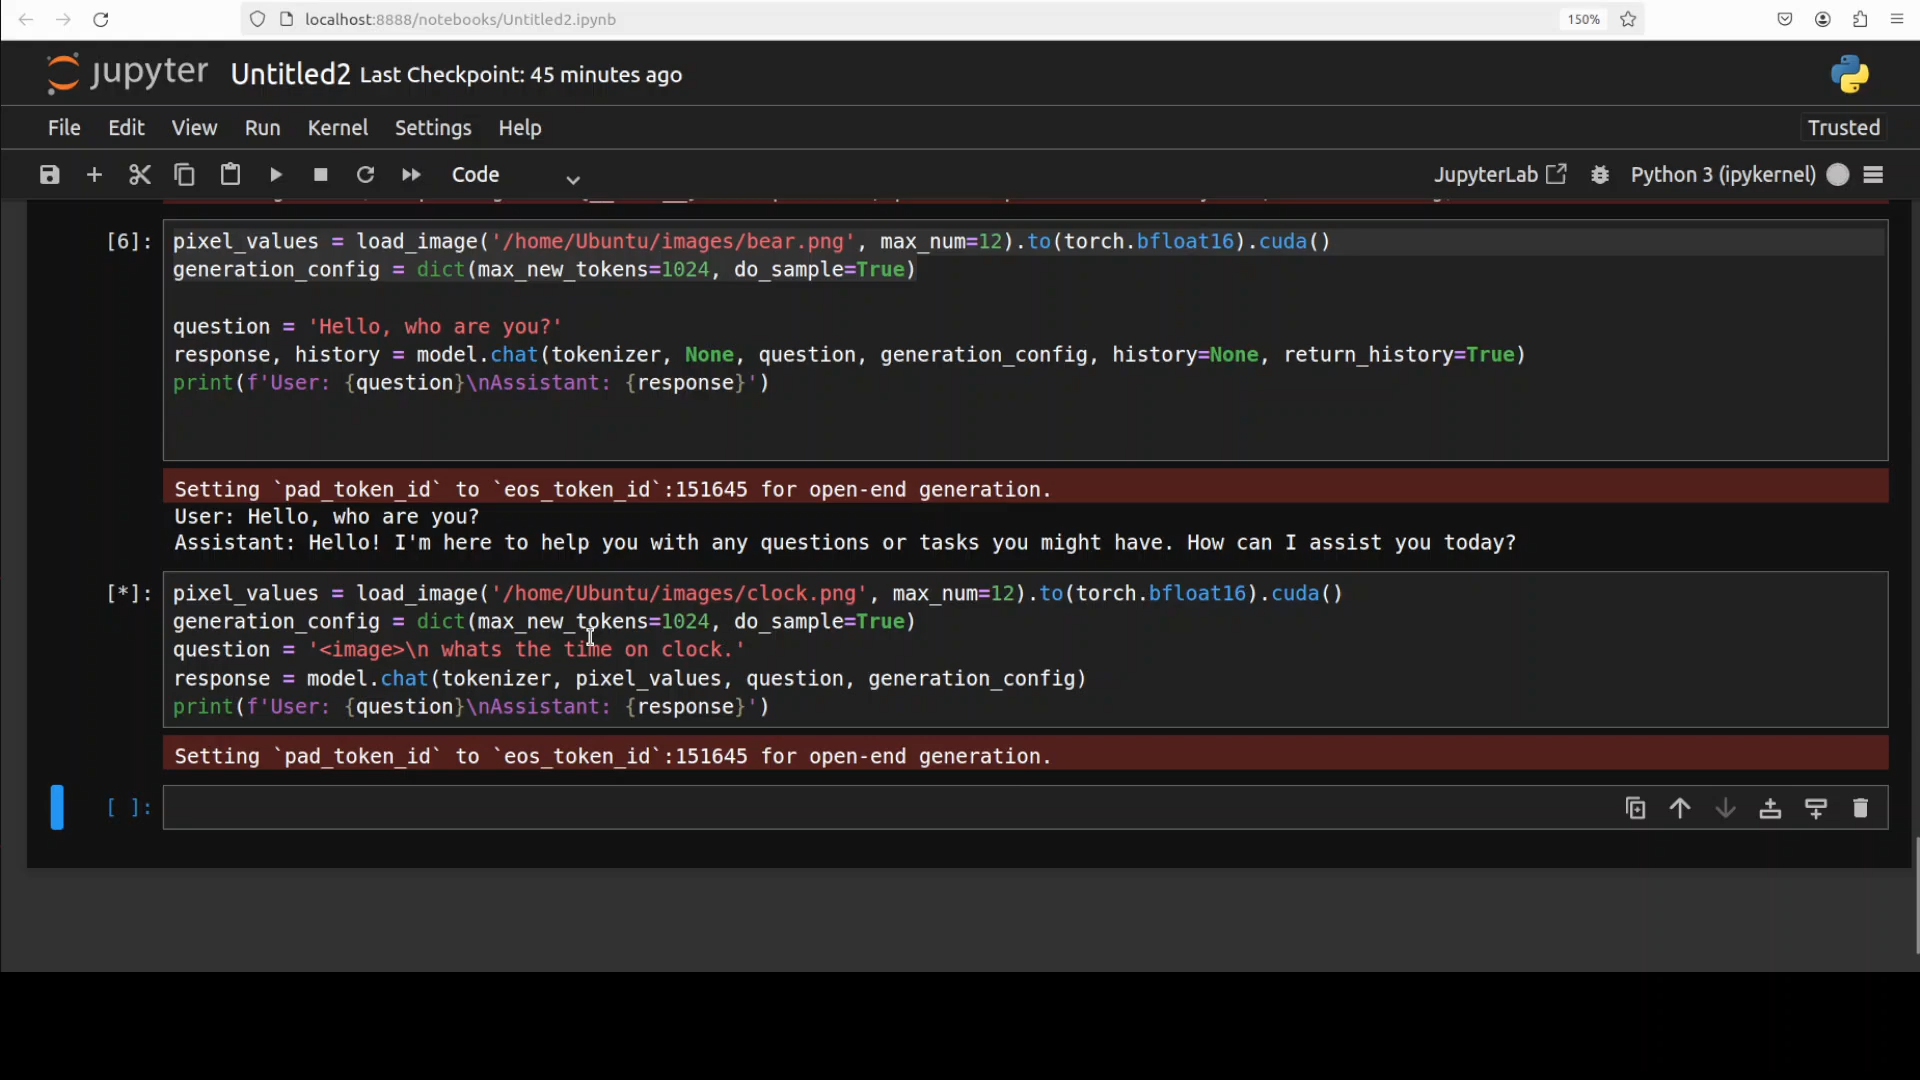 localhost:8888/notebooks/Untitled2.ipynb
150%
jupyter Untitled2 Last Checkpoint: 45 minutes ago
File Edit View Run Kernel Settings Help
Trusted
Code
JupyterLab
Python 3 (ipykernel)
[6]: pixel_values = load_image('/home/Ubuntu/images/bear.png', max_num=12).to(torch.bfloat16).cuda()
generation_config = dict(max_new_tokens=1024, do_sample=True)
question = 'Hello, who are you?'
response, history = model.chat(tokenizer, None, question, generation_config, history=None, return_history=True)
print(f'User: {question}\nAssistant: {response}')
Setting `pad_token_id` to `eos_token_id`:151645 for open-end generation.
User: Hello, who are you?
Assistant: Hello! I'm here to help you with any questions or tasks you might have. How can I assist you today?
[*]: pixel_values = load_image('/home/Ubuntu/images/clock.png', max_num=12).to(torch.bfloat16).cuda()
generation_config = dict(max_new_tokens=1024, do_sample=True)
question = '<image>\n whats the time on clock.'
response = model.chat(tokenizer, pixel_values, question, generation_config)
print(f'User: {question}\nAssistant: {response}')
Setting `pad_token_id` to `eos_token_id`:151645 for open-end generation.
[ ]: